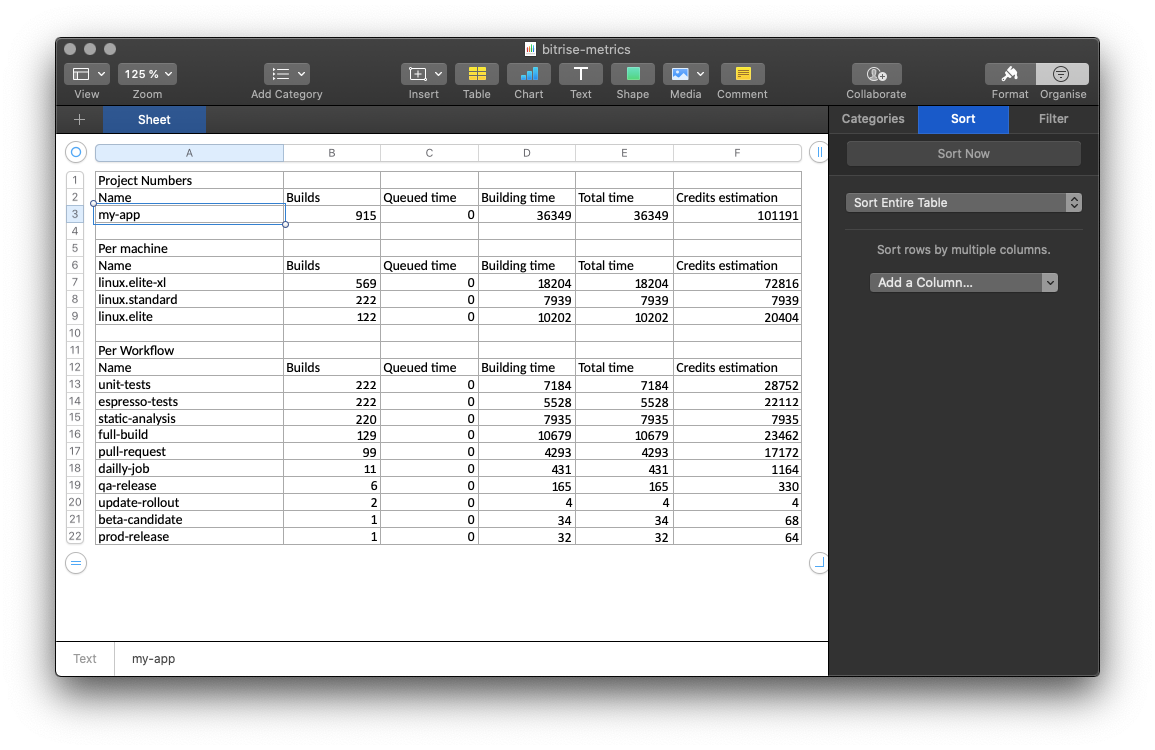 bitrise-metrics
125 %
View Zoom Add Category Insert Table Chart Text Shape Media Comment Collaborate Format Organise
Sheet
Categories Sort Filter
Sort Now
Sort Entire Table
Sort rows by multiple columns.
Add a Column...
A B C D E F
1 Project Numbers
2 Name Builds Queued time Building time Total time Credits estimation
3 my-app 915 0 36349 36349 101191
4
5 Per machine
6 Name Builds Queued time Building time Total time Credits estimation
7 linux.elite-xl 569 0 18204 18204 72816
8 linux.standard 222 0 7939 7939 7939
9 linux.elite 122 0 10202 10202 20404
10
11 Per Workflow
12 Name Builds Queued time Building time Total time Credits estimation
13 unit-tests 222 0 7184 7184 28752
14 espresso-tests 222 0 5528 5528 22112
15 static-analysis 220 0 7935 7935 7935
16 full-build 129 0 10679 10679 23462
17 pull-request 99 0 4293 4293 17172
18 dailly-job 11 0 431 431 1164
19 qa-release 6 0 165 165 330
20 update-rollout 2 0 4 4 4
21 beta-candidate 1 0 34 34 68
22 prod-release 1 0 32 32 64
Text my-app